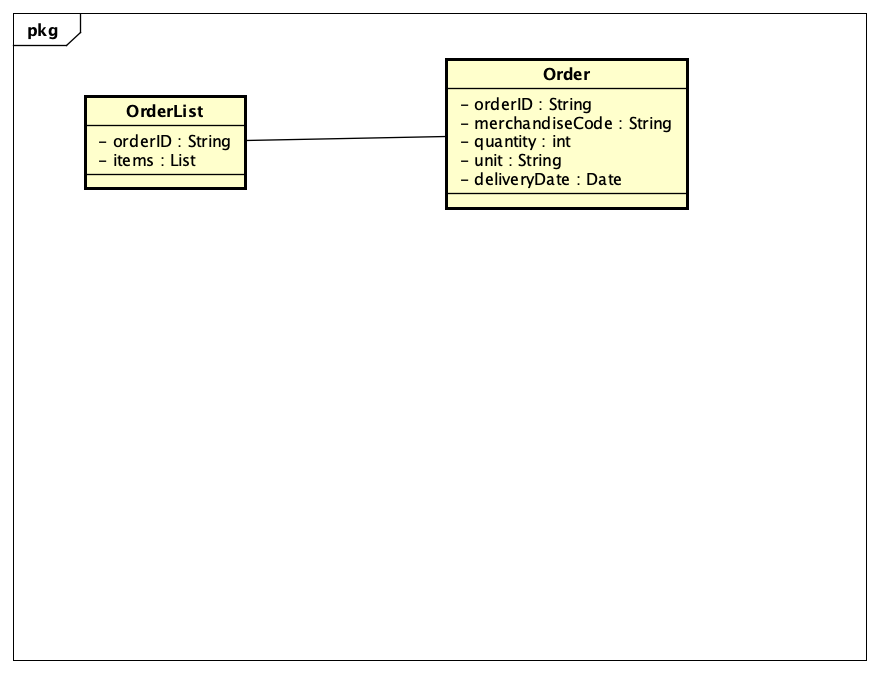 pkg
OrderList
- orderID : String
- items : List
Order
- orderID : String
- merchandiseCode : String
- quantity : int
- unit : String
- deliveryDate : Date